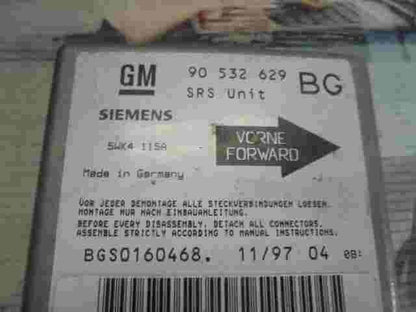 GM 90 532 629 BG
SRS Unit
SIEMENS
5WK4 115A
VORNE
FORWARD
Made in Germany
VOR JEDER DEMONTAGE ALLE STECKVERBINDUNGEN LOESEN.
MONTAGE NUR NACH EINBAUANLEITUNG.
BEFORE EVERY DISASSEMBLY, DETACH ALL CONNECTORS.
ASSEMBLE STRICTLY ACCORDING TO MANUAL INSTRUCTIONS.
BGS0160468. 11/97 04